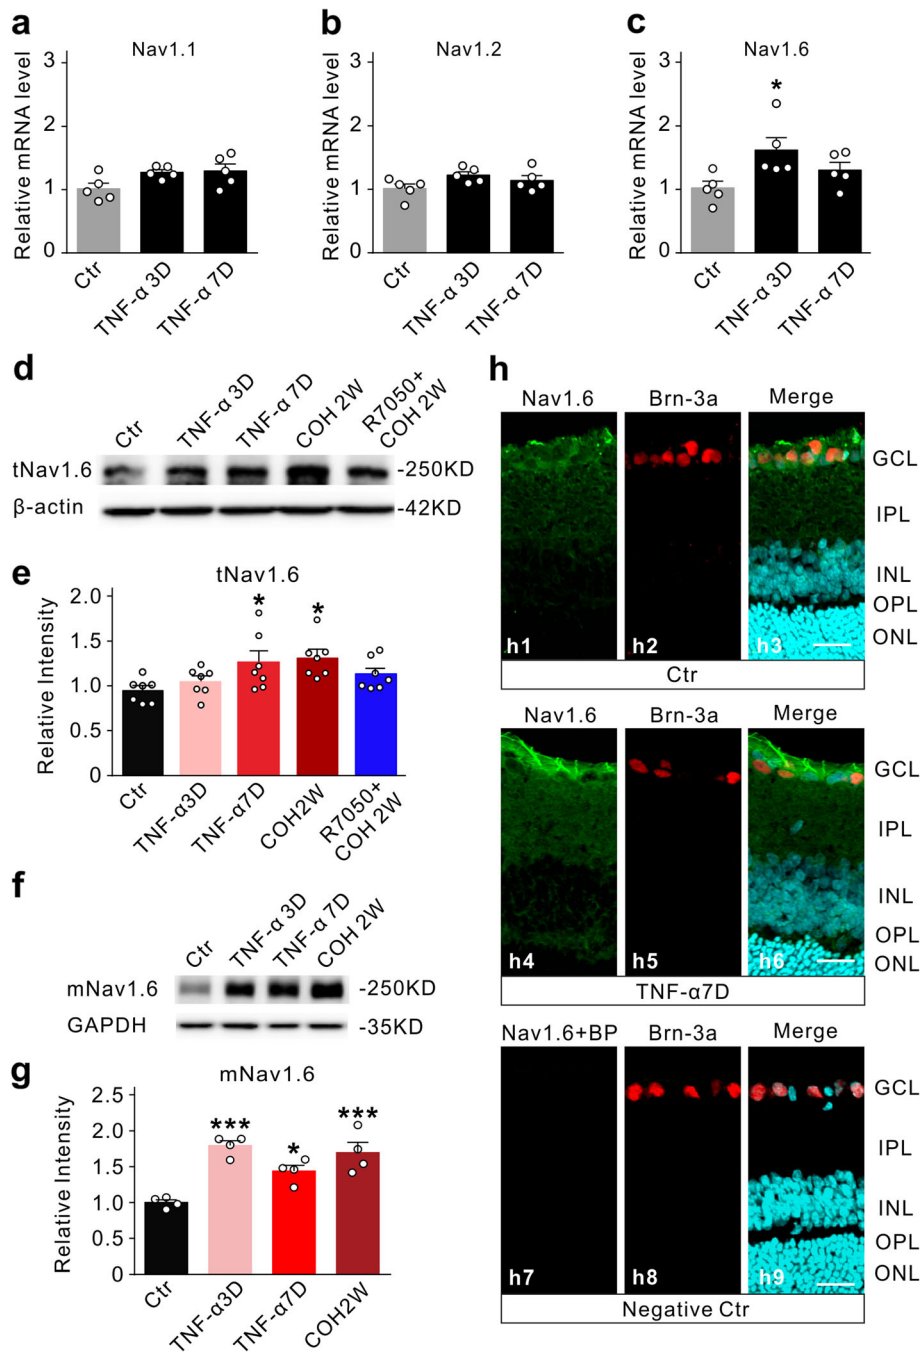 a
Nav1.1
Relative mRNA level
3
2
1
0
Ctr
TNF-α 3D
TNF-α 7D
b
Nav1.2
Relative mRNA level
3
2
1
0
Ctr
TNF-α 3D
TNF-α 7D
c
Nav1.6
Relative mRNA level
3
2
1
0
*
Ctr
TNF-α 3D
TNF-α 7D
d
Ctr
TNF-α 3D
TNF-α 7D
COH 2W
R7050+
COH 2W
tNav1.6
-250KD
β-actin
-42KD
e
tNav1.6
Relative Intensity
2.0
1.5
1.0
0.5
0
*
*
Ctr
TNF-α3D
TNF-α7D
COH2W
R7050+
COH 2W
f
Ctr
TNF-α 3D
TNF-α 7D
COH 2W
mNav1.6
-250KD
GAPDH
-35KD
g
mNav1.6
Relative Intensity
2.5
2.0
1.5
1.0
0.5
0
***
*
***
Ctr
TNF-α3D
TNF-α7D
COH2W
h
Nav1.6 Brn-3a Merge
GCL
IPL
INL
OPL
ONL
h1 h2 h3
Ctr
Nav1.6 Brn-3a Merge
GCL
IPL
INL
OPL
ONL
h4 h5 h6
TNF-α7D
Nav1.6+BP Brn-3a Merge
GCL
IPL
INL
OPL
ONL
h7 h8 h9
Negative Ctr